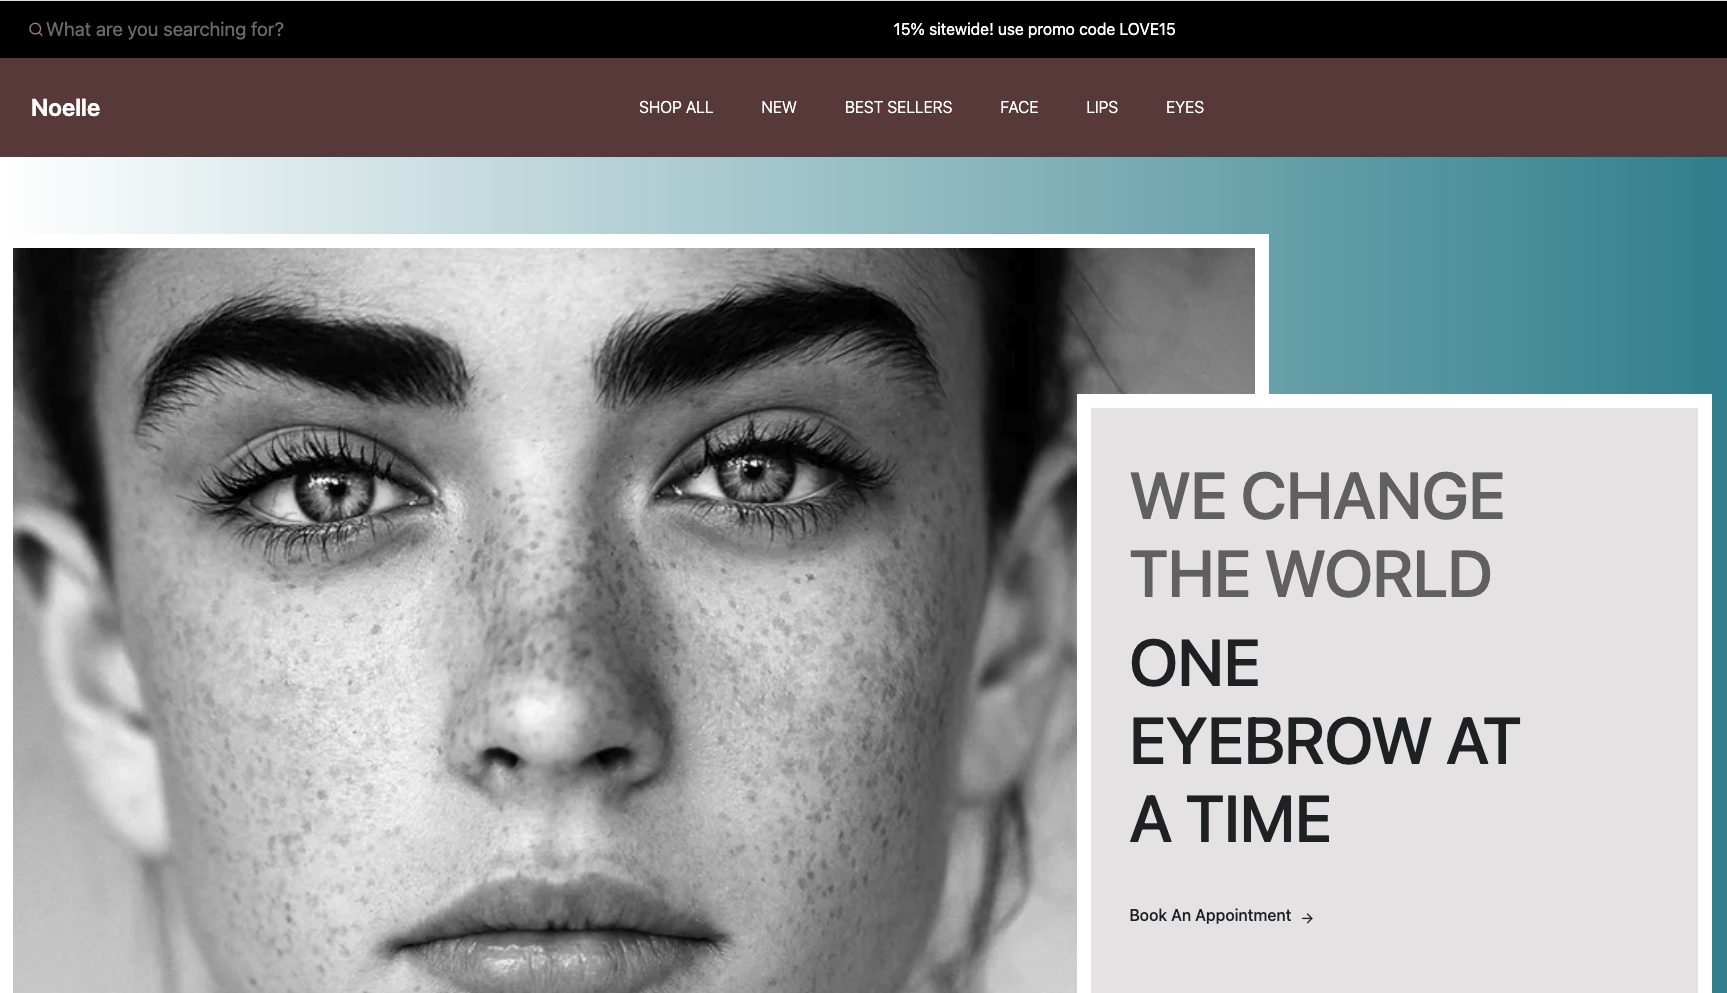 What are you searching for?
15% sitewide! use promo code LOVE15
Noelle
SHOP ALL NEW BEST SELLERS FACE LIPS EYES
WE CHANGE
THE WORLD
ONE
EYEBROW AT
A TIME
Book An Appointment →